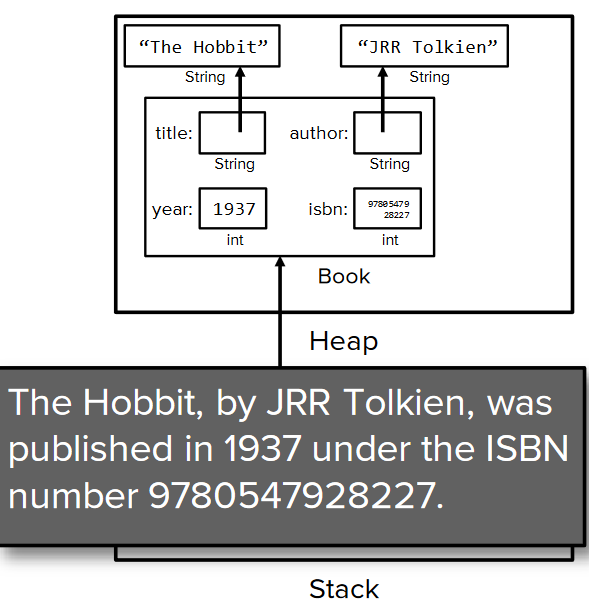 “The Hobbit” “JRR Tolkien”
String String
title: author:
String String
year: 1937 isbn: 97805479
28227
int int
Book
Heap
The Hobbit, by JRR Tolkien, was
published in 1937 under the ISBN
number 9780547928227.
Stack